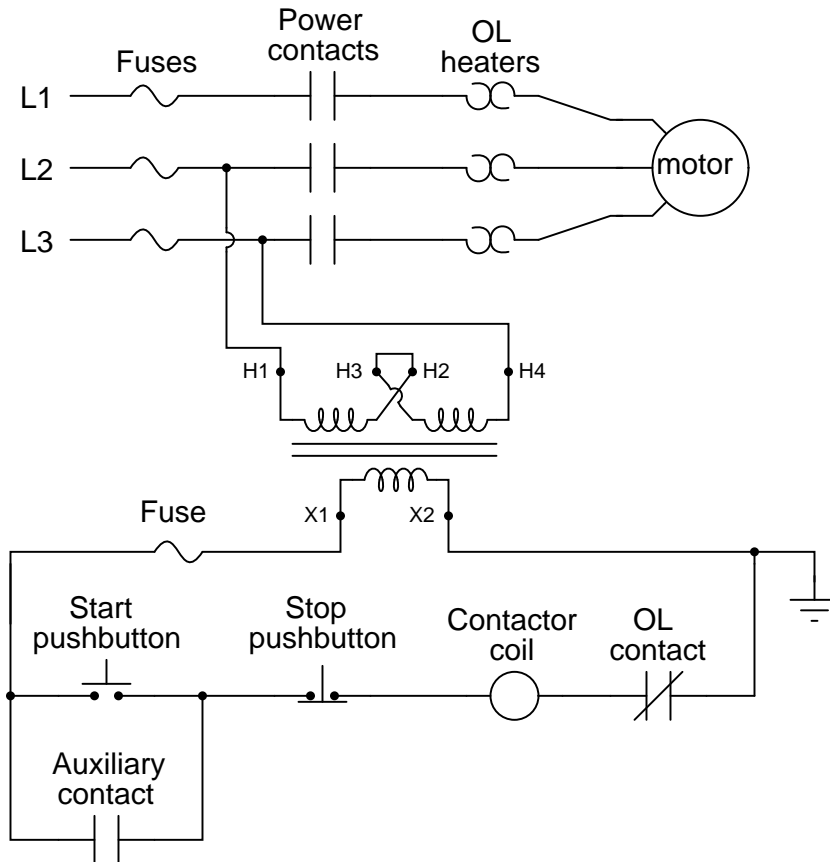 Power
contacts
OL
heaters
Fuses
L1
L2
L3
motor
H1
H3
H2
H4
X1
X2
Fuse
Start
pushbutton
Stop
pushbutton
Contactor
coil
OL
contact
Auxiliary
contact